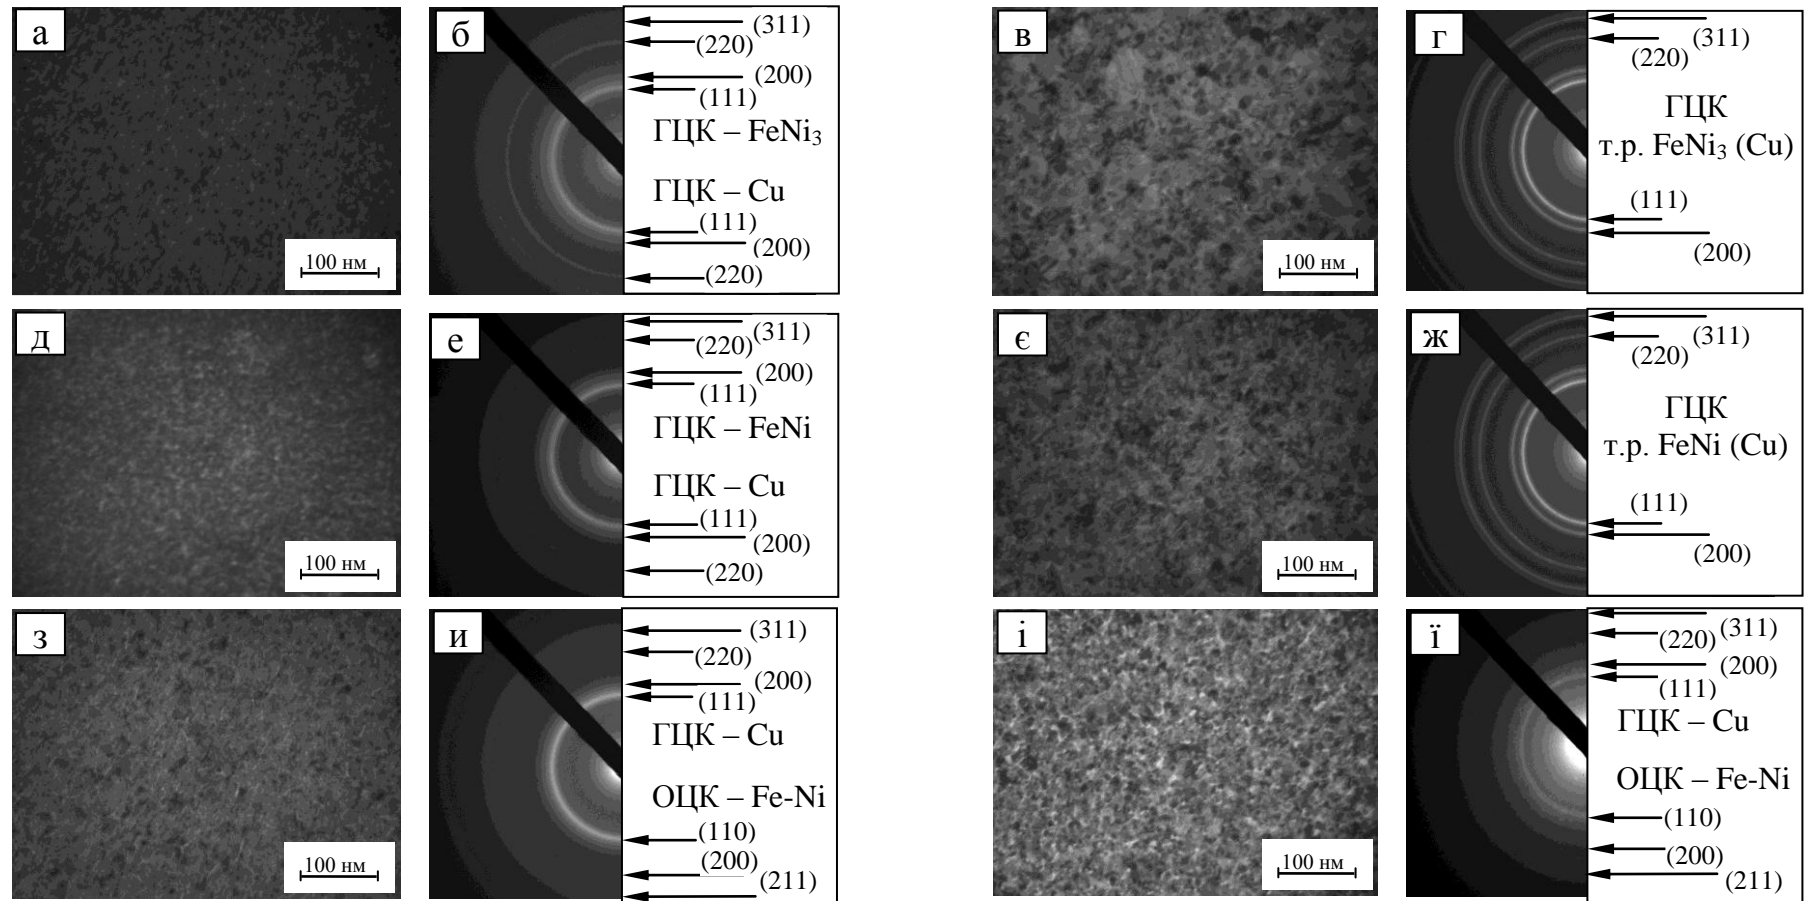 а
100 нм
б
(311)
(220)
(200)
(111)
ГЦК – FeNi₃
ГЦК – Cu
(111)
(200)
(220)
в
100 нм
г
(311)
(220)
ГЦК
т.р. FeNi₃ (Cu)
(111)
(200)
д
100 нм
е
(311)
(220)
(200)
(111)
ГЦК – FeNi
ГЦК – Cu
(111)
(200)
(220)
є
100 нм
ж
(311)
(220)
ГЦК
т.р. FeNi (Cu)
(111)
(200)
з
100 нм
и
(311)
(220)
(200)
(111)
ГЦК – Cu
ОЦК – Fe-Ni
(110)
(200)
(211)
і
100 нм
ї
(311)
(220)
(200)
(111)
ГЦК – Cu
ОЦК – Fe-Ni
(110)
(200)
(211)